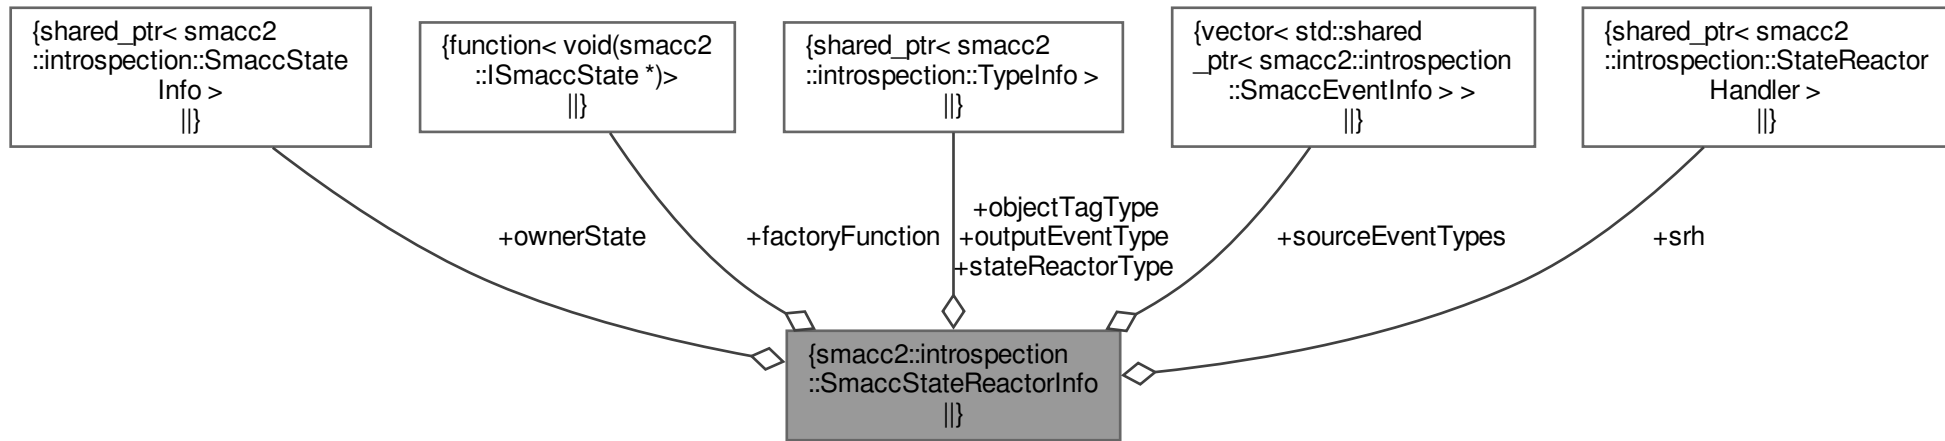 {shared_ptr< smacc2
::introspection::SmaccState
Info >
||}
{function< void(smacc2
::ISmaccState *)>
||}
{shared_ptr< smacc2
::introspection::TypeInfo >
||}
{vector< std::shared
_ptr< smacc2::introspection
::SmaccEventInfo > >
||}
{shared_ptr< smacc2
::introspection::StateReactor
Handler >
||}
+ownerState
+factoryFunction
+objectTagType
+outputEventType
+stateReactorType
+sourceEventTypes
+srh
{smacc2::introspection
::SmaccStateReactorInfo
||}